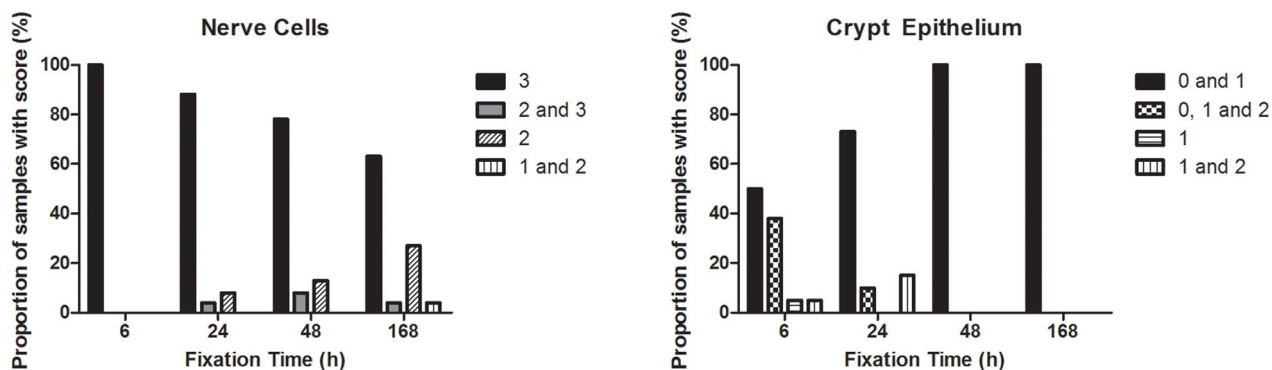 Nerve Cells
Proportion of samples with score (%)
100
80
60
40
20
0
6 24 48 168
Fixation Time (h)
3
2 and 3
2
1 and 2
Crypt Epithelium
Proportion of samples with score (%)
100
80
60
40
20
0
6 24 48 168
Fixation Time (h)
0 and 1
0, 1 and 2
1
1 and 2